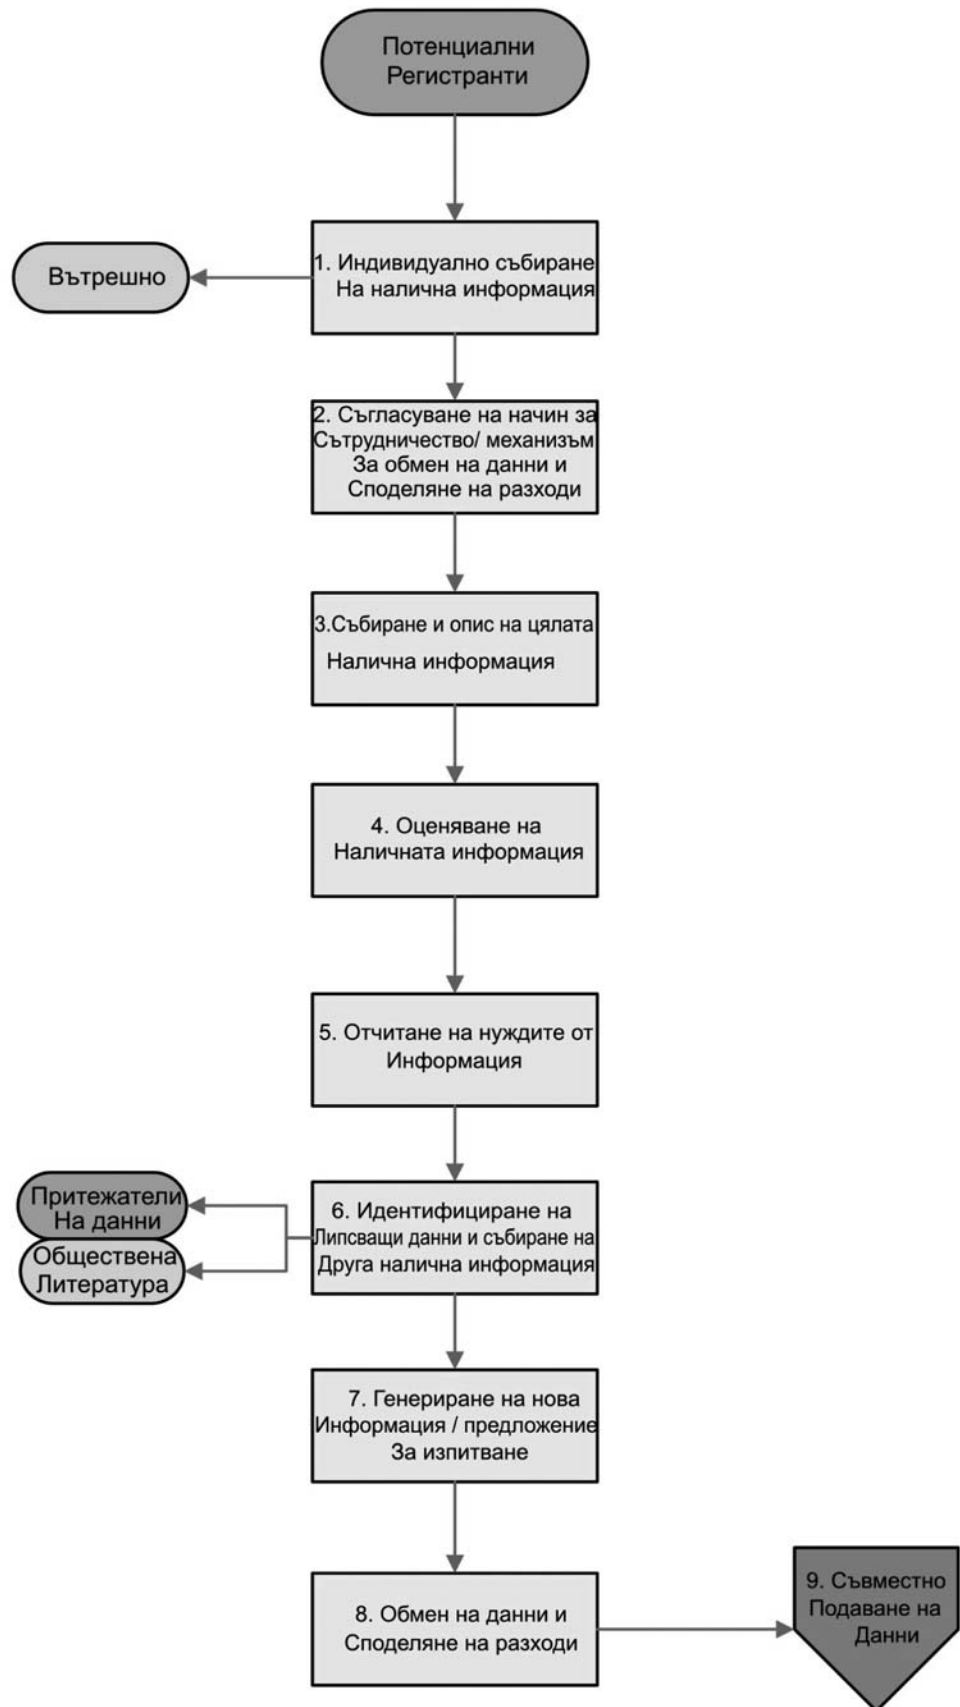 Потенциални
Регистранти
Вътрешно
1. Индивидуално събиране
На налична информация
2. Съгласуване на начин за
Сътрудничество/ механизъм
За обмен на данни и
Споделяне на разходи
3.Събиране и опис на цялата
Налична информация
4. Оценяване на
Наличната информация
5. Отчитане на нуждите от
Информация
Притежатели
На данни
Обществена
Литература
6. Идентифициране на
Липсващи данни и събиране на
Друга налична информация
7. Генериране на нова
Информация / предложение
За изпитване
8. Обмен на данни и
Споделяне на разходи
9. Съвместно
Подаване на
Данни